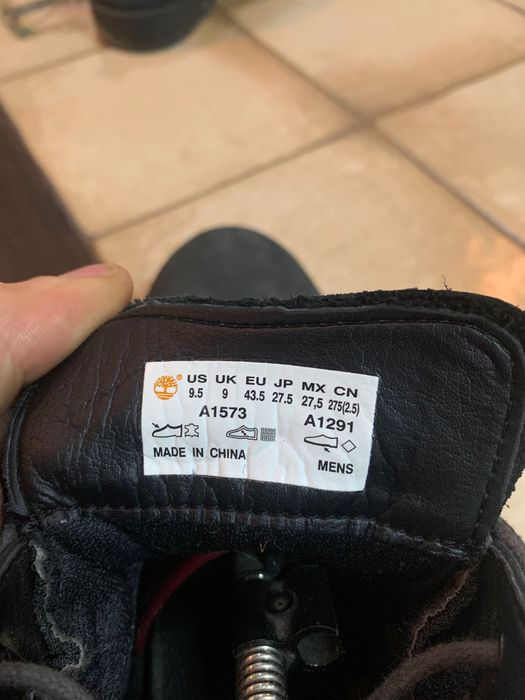 ® US UK EU JP MX CN
9.5 9 43.5 27.5 27,5 275(2.5)
A1573 A1291
MADE IN CHINA MENS